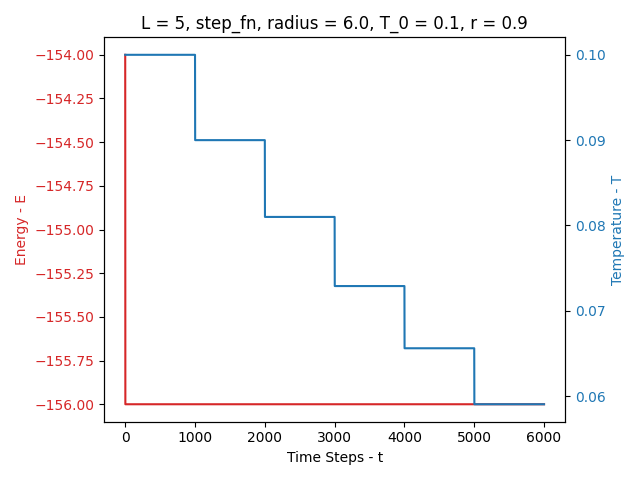 L = 5, step_fn, radius = 6.0, T_0 = 0.1, r = 0.9
Energy - E
−154.00
−154.25
−154.50
−154.75
−155.00
−155.25
−155.50
−155.75
−156.00
0.10
0.09
0.08
0.07
0.06
Temperature - T
0 1000 2000 3000 4000 5000 6000
Time Steps - t